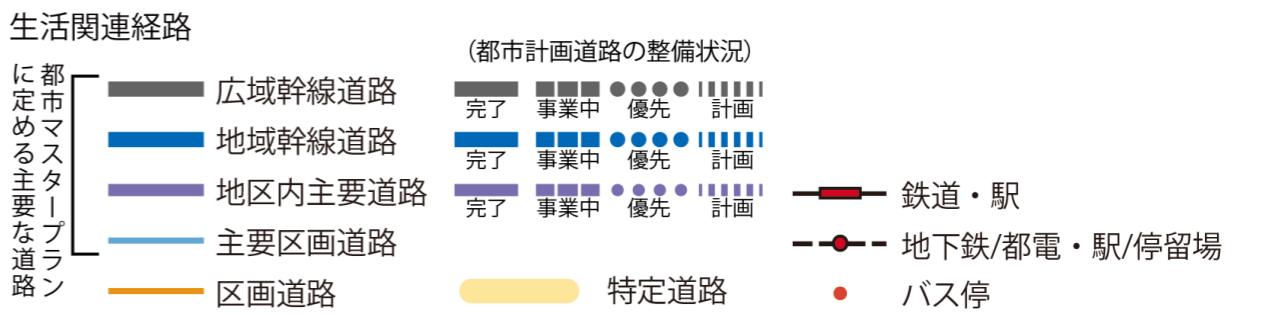 生活関連経路
(都市計画道路の整備状況)
都市マスタープラン
に定める主要な道路
広域幹線道路
完了 事業中 優先 計画
地域幹線道路
完了 事業中 優先 計画
地区内主要道路
完了 事業中 優先 計画
主要区画道路
区画道路
特定道路
鉄道・駅
地下鉄/都電・駅/停留場
バス停